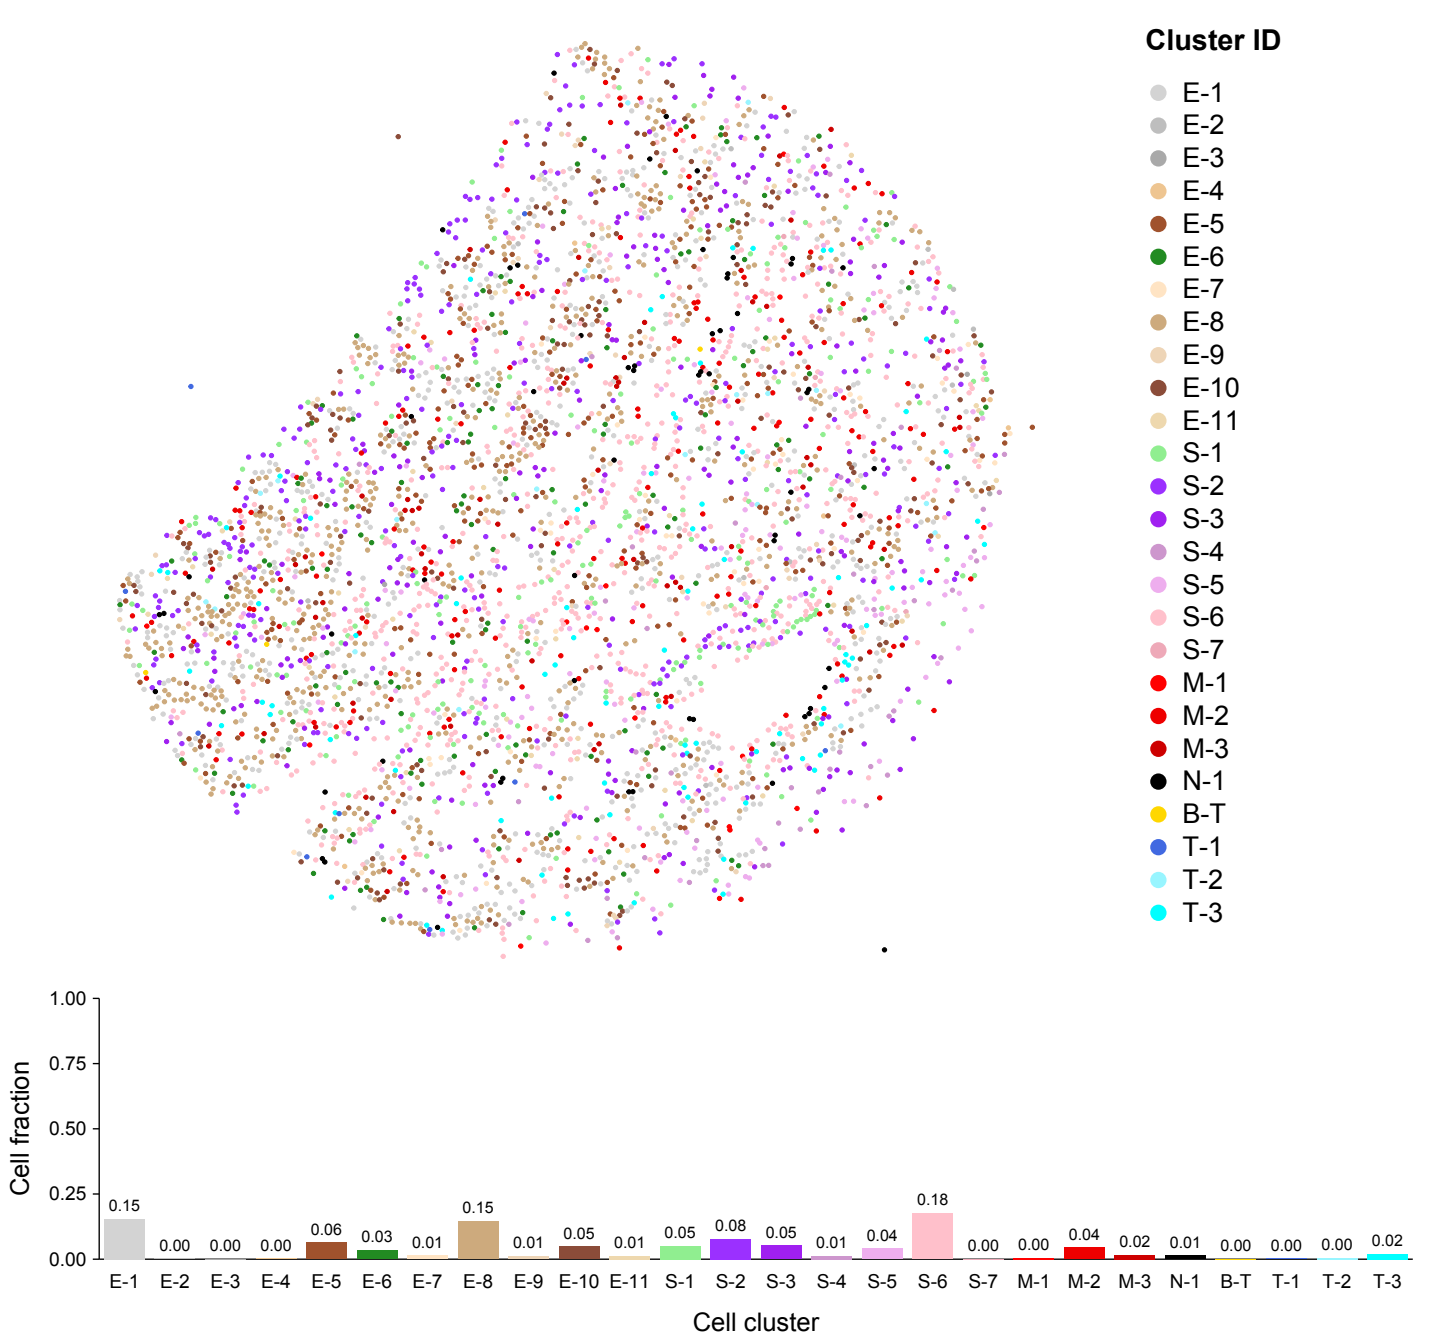 Cluster ID
E-1
E-2
E-3
E-4
E-5
E-6
E-7
E-8
E-9
E-10
E-11
S-1
S-2
S-3
S-4
S-5
S-6
S-7
M-1
M-2
M-3
N-1
B-T
T-1
T-2
T-3
1.00
0.75
0.50
0.25
0.00
Cell fraction
0.15 0.00 0.00 0.00 0.06 0.03 0.01 0.15 0.01 0.05 0.01 0.05 0.08 0.05 0.01 0.04 0.18 0.00 0.00 0.04 0.02 0.01 0.00 0.00 0.00 0.02
E-1 E-2 E-3 E-4 E-5 E-6 E-7 E-8 E-9 E-10 E-11 S-1 S-2 S-3 S-4 S-5 S-6 S-7 M-1 M-2 M-3 N-1 B-T T-1 T-2 T-3
Cell cluster